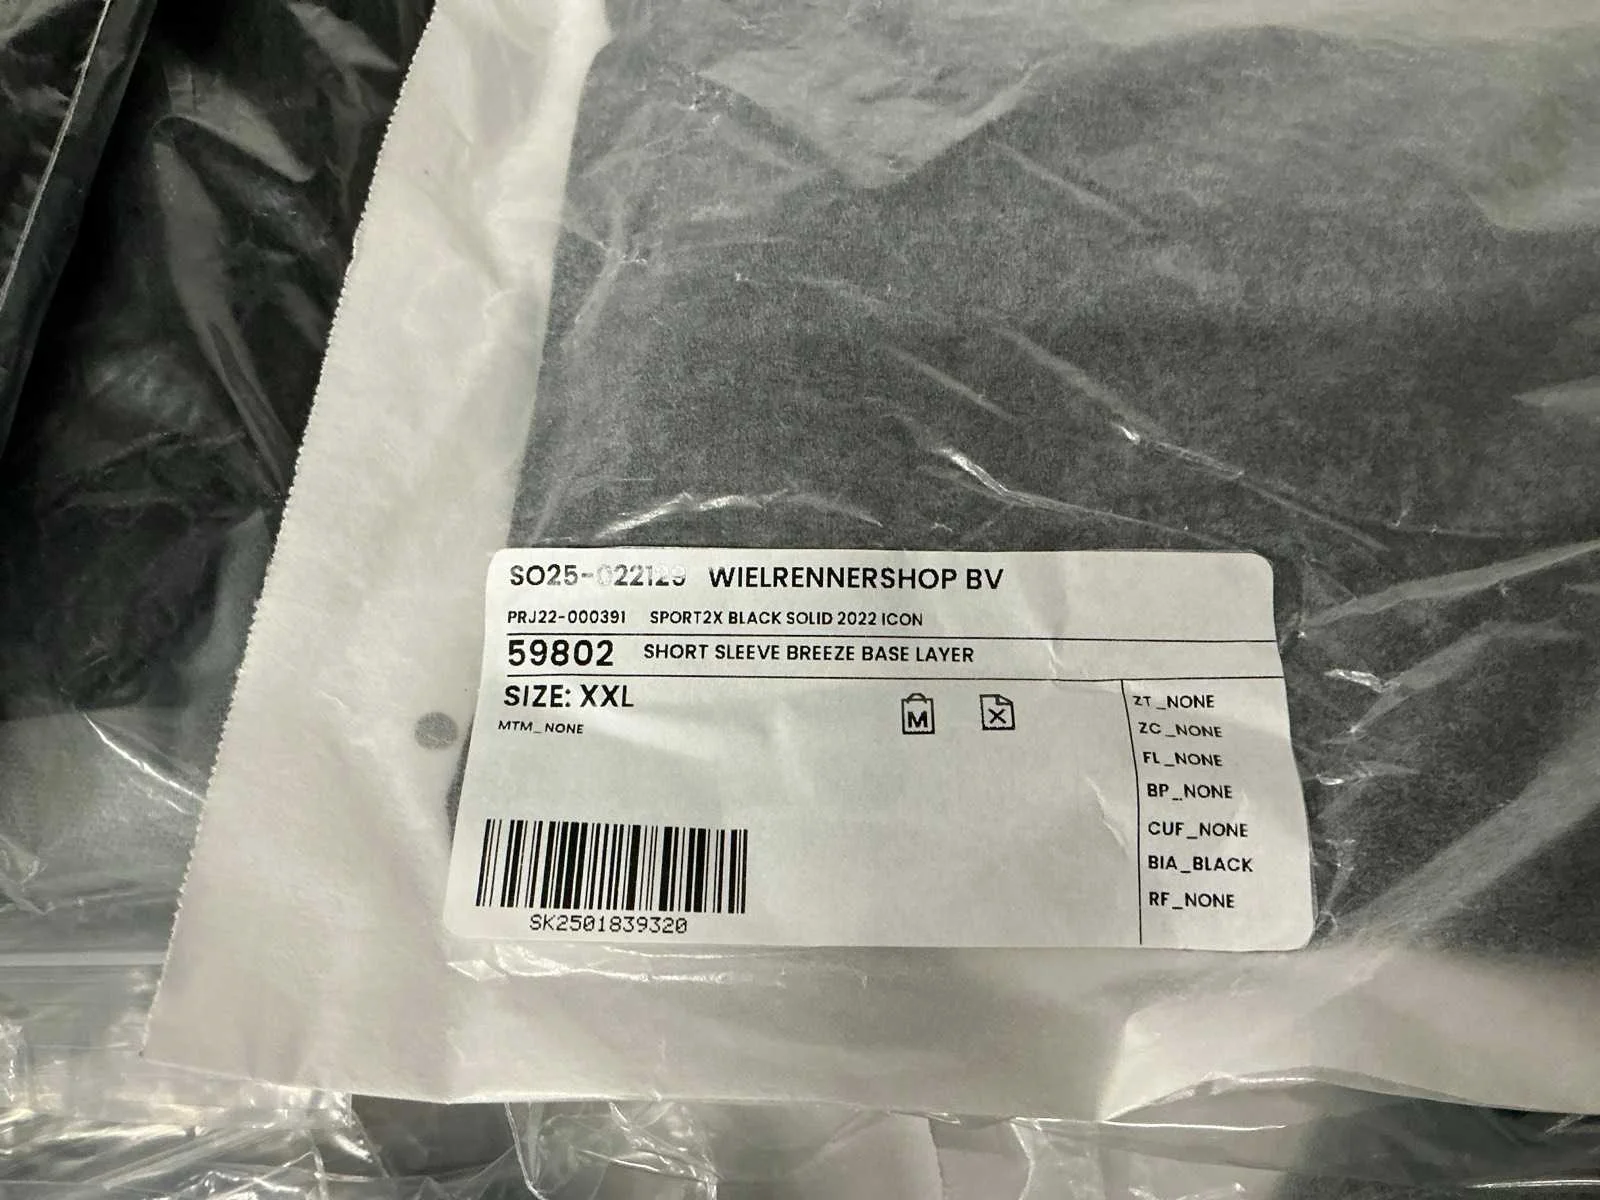 SO25-022129 WIELRENNERSHOP BV
PRJ22-000391 SPORT2X BLACK SOLID 2022 ICON
59802 SHORT SLEEVE BREEZE BASE LAYER
SIZE: XXL
MTM_NONE
M
X
ZT_NONE
ZC_NONE
FL_NONE
BP_NONE
CUF_NONE
BIA_BLACK
RF_NONE
SK2501839320